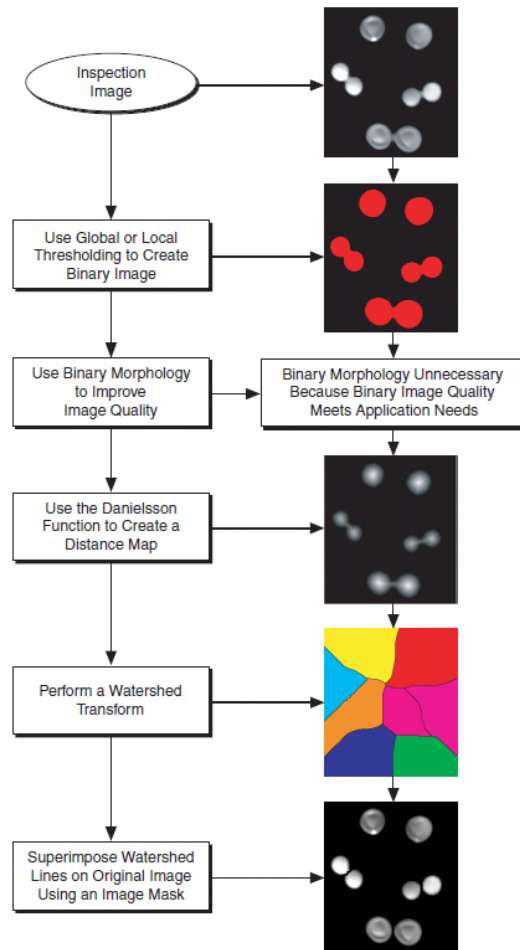 Inspection
Image
Use Global or Local
Thresholding to Create
Binary Image
Use Binary Morphology
to Improve
Image Quality
Binary Morphology Unnecessary
Because Binary Image Quality
Meets Application Needs
Use the Danielsson
Function to Create a
Distance Map
Perform a Watershed
Transform
Superimpose Watershed
Lines on Original Image
Using an Image Mask